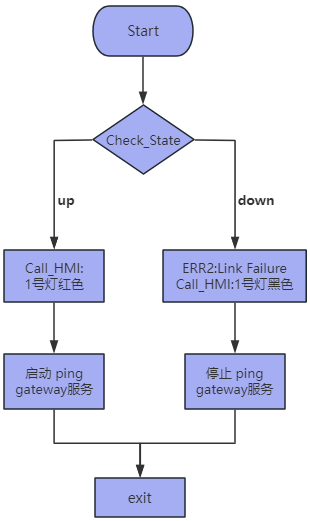 Start
Check_State
up
down
Call_HMI:
1号灯红色
ERR2:Link Failure
Call_HMI:1号灯黑色
启动 ping
gateway服务
停止 ping
gateway服务
exit